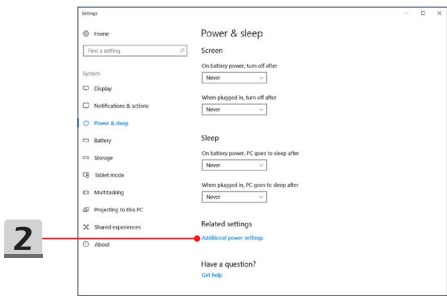 Settings
Home
Find a setting
System
Display
Notifications & actions
Power & sleep
Battery
Storage
Tablet mode
Multitasking
Projecting to this PC
Shared experiences
About
Power & sleep
Screen
On battery power, turn off after
Never
When plugged in, turn off after
Never
Sleep
On battery power, PC goes to sleep after
Never
When plugged in, PC goes to sleep after
Never
Related settings
Additional power settings
Have a question?
Get help
2